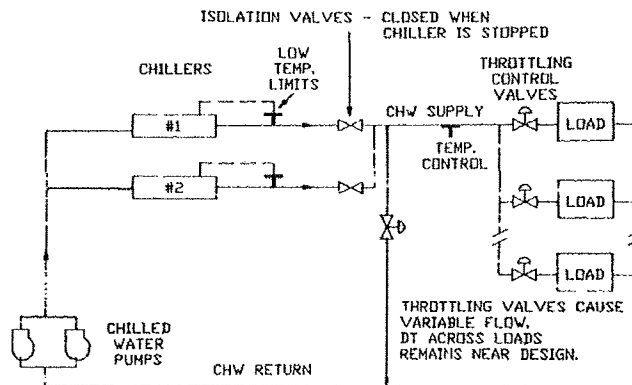 ISOLATION VALVES - CLOSED WHEN
CHILLER IS STOPPED
CHILLERS
LOW
TEMP.
LIMITS
THROTTLING
CONTROL
VALVES
#1
CHW SUPPLY
TEMP.
CONTROL
LOAD
#2
LOAD
LOAD
CHILLED
WATER
PUMPS
THROTTLING VALVES CAUSE
VARIABLE FLOW.
DT ACROSS LOADS
REMAINS NEAR DESIGN.
CHW RETURN